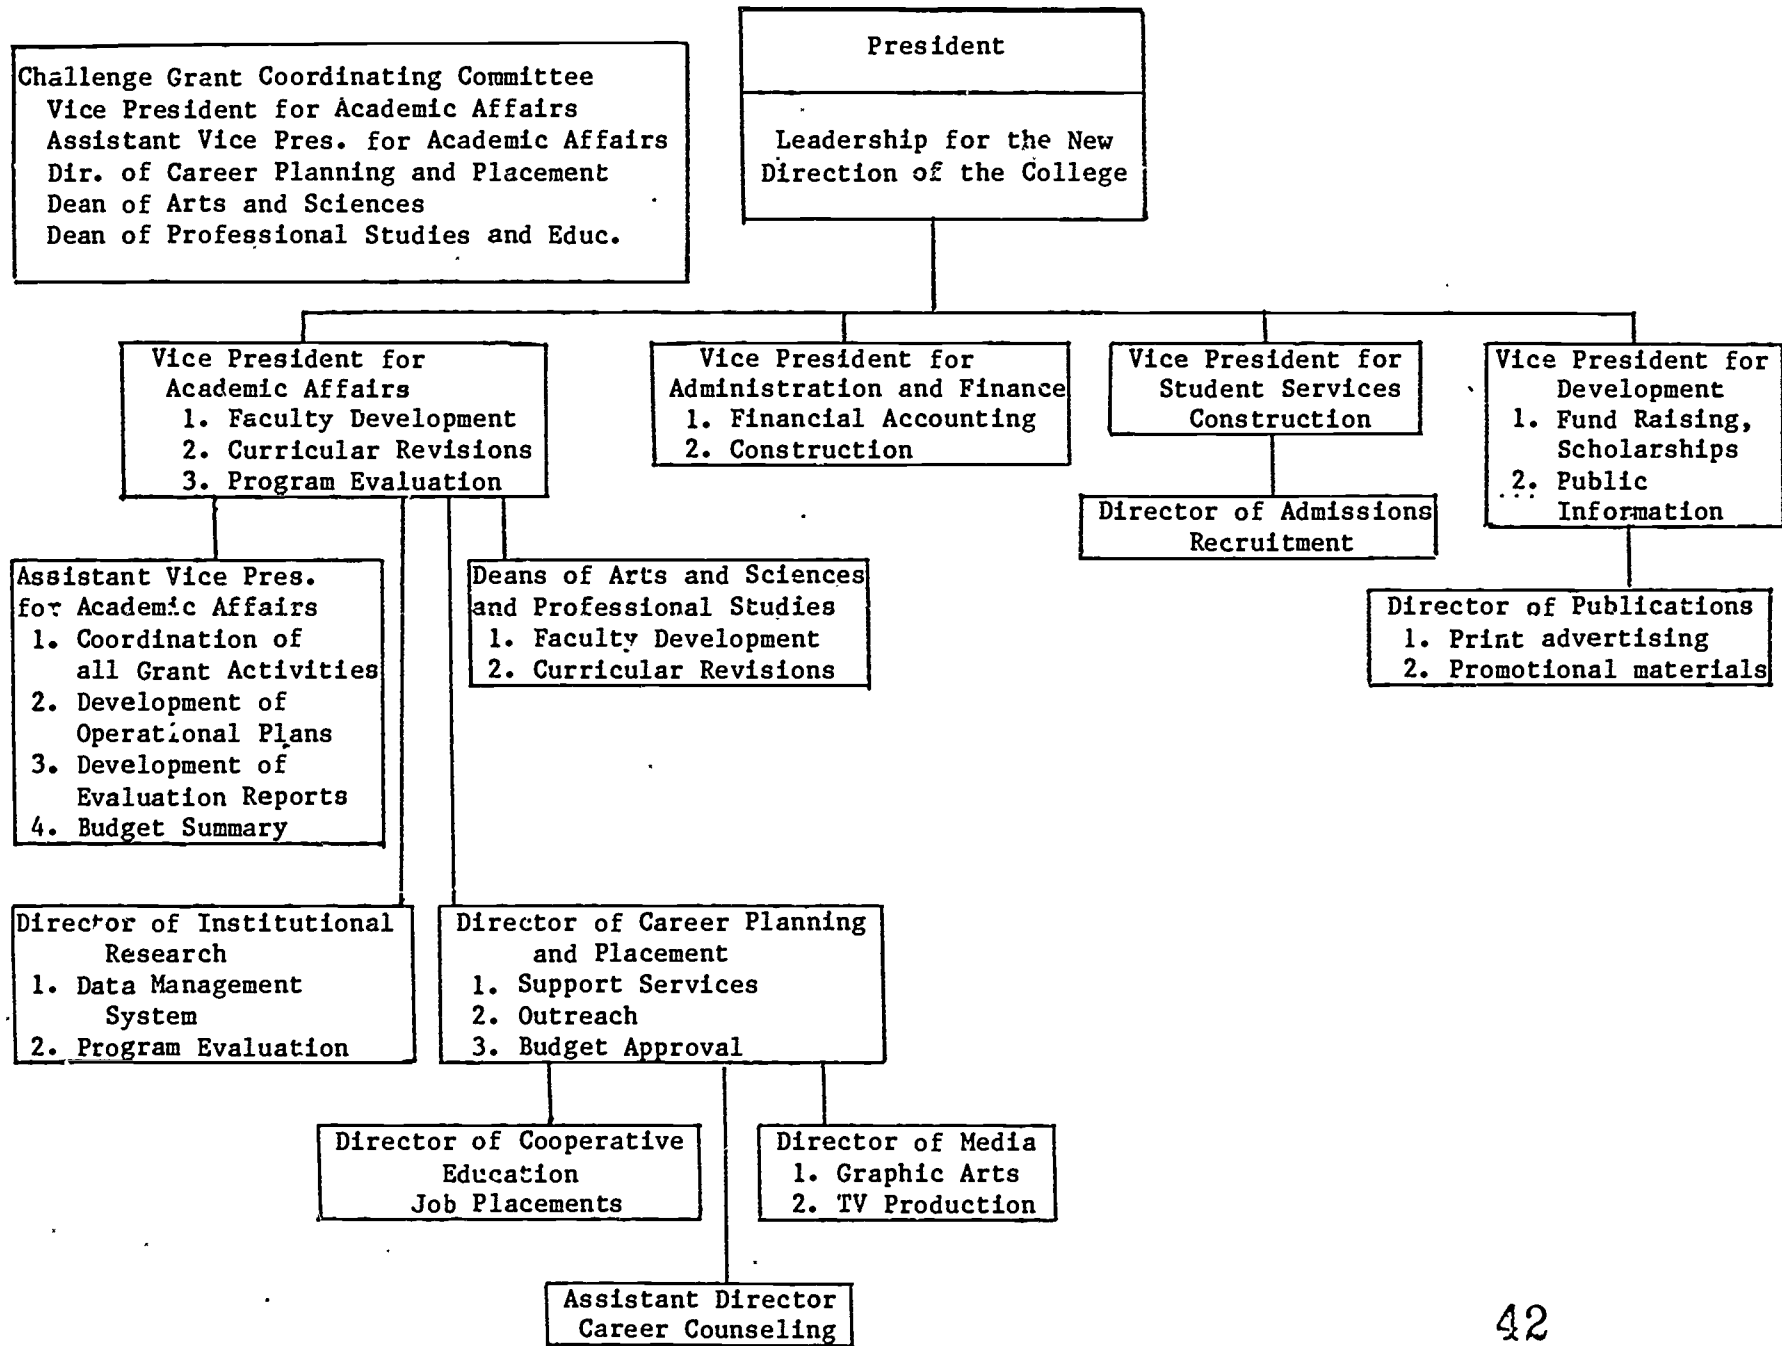 Challenge Grant Coordinating Committee
Vice President for Academic Affairs
Assistant Vice Pres. for Academic Affairs
Dir. of Career Planning and Placement
Dean of Arts and Sciences
Dean of Professional Studies and Educ.
President
Leadership for the New
Direction of the College
Vice President for
Academic Affairs
1. Faculty Development
2. Curricular Revisions
3. Program Evaluation
Vice President for
Administration and Finance
1. Financial Accounting
2. Construction
Vice President for
Student Services
Construction
Vice President for
Development
1. Fund Raising,
Scholarships
2. Public
Information
Director of Admissions
Recruitment
Assistant Vice Pres.
for Academic Affairs
1. Coordination of
all Grant Activities
2. Development of
Operational Plans
3. Development of
Evaluation Reports
4. Budget Summary
Deans of Arts and Sciences
and Professional Studies
1. Faculty Development
2. Curricular Revisions
Director of Publications
1. Print advertising
2. Promotional materials
Director of Institutional
Research
1. Data Management
System
2. Program Evaluation
Director of Career Planning
and Placement
1. Support Services
2. Outreach
3. Budget Approval
Director of Cooperative
Education
Job Placements
Director of Media
1. Graphic Arts
2. TV Production
Assistant Director
Career Counseling
42